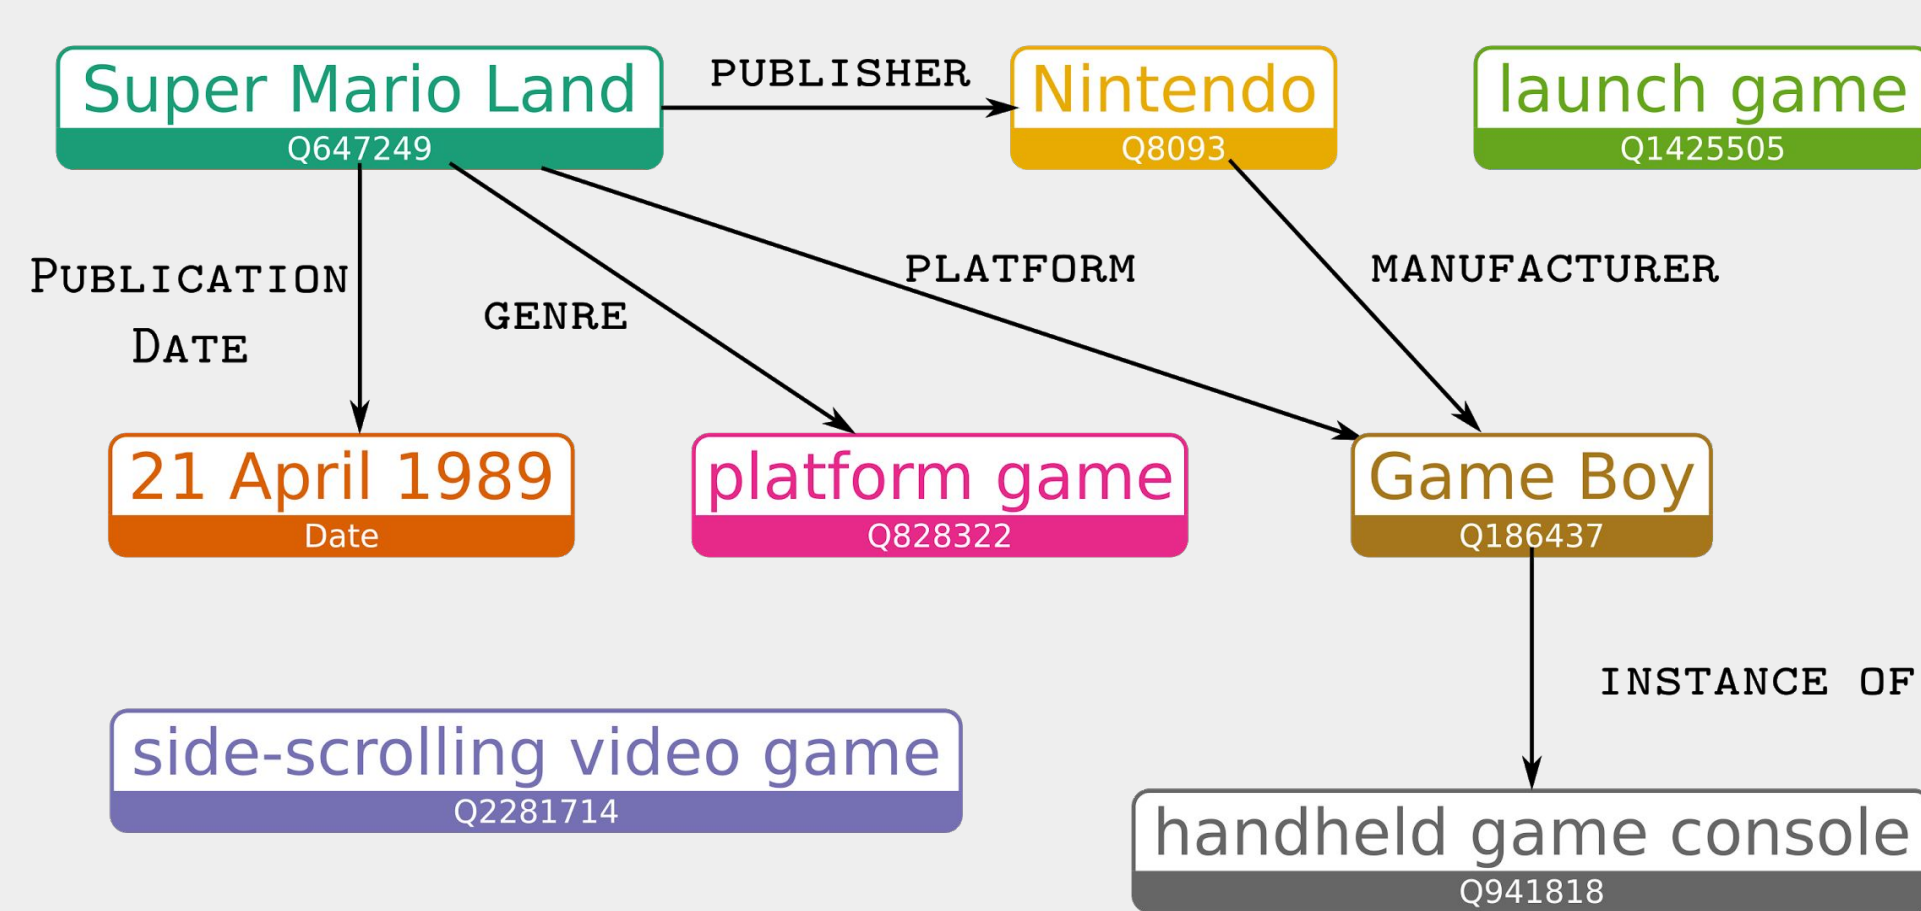 Super Mario Land
Q647249
PUBLISHER
Nintendo
Q8093
launch game
Q1425505
PUBLICATION
DATE
GENRE
PLATFORM
MANUFACTURER
21 April 1989
Date
platform game
Q828322
Game Boy
Q186437
INSTANCE OF
side-scrolling video game
Q2281714
handheld game console
Q941818